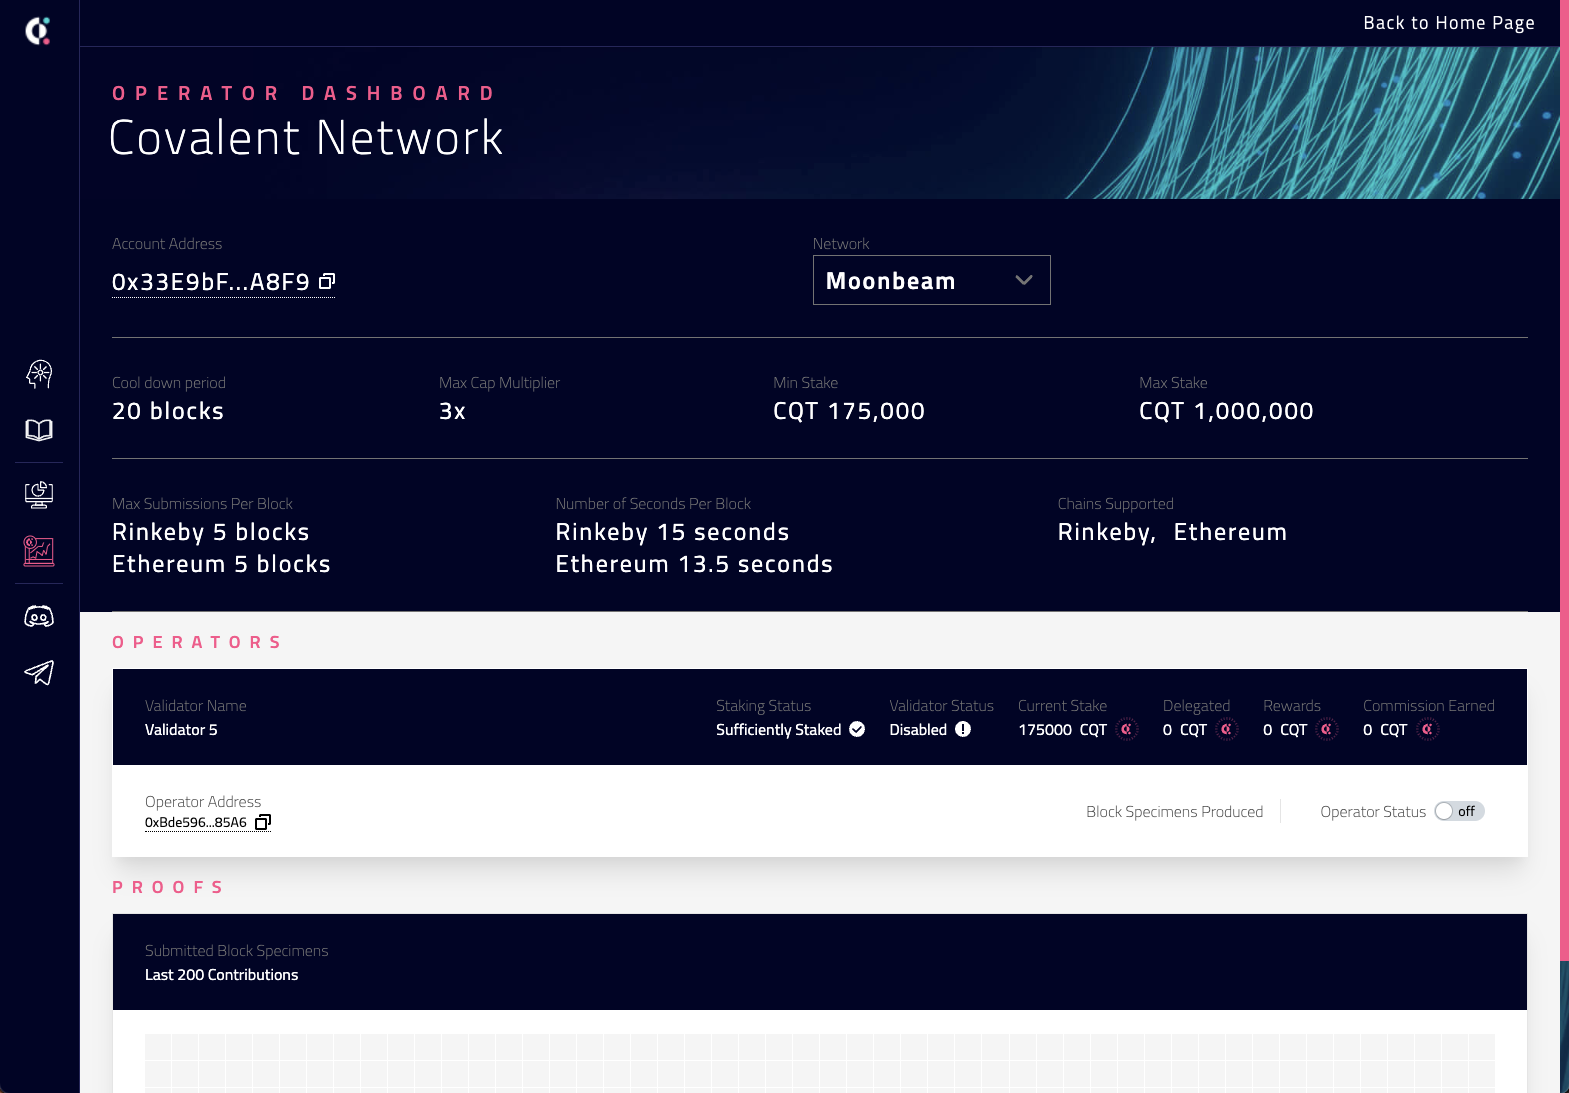 Back to Home Page
OPERATOR DASHBOARD
Covalent Network
Account Address
0x33E9bF...A8F9
Network
Moonbeam
Cool down period
20 blocks
Max Cap Multiplier
3x
Min Stake
CQT 175,000
Max Stake
CQT 1,000,000
Max Submissions Per Block
Rinkeby 5 blocks
Ethereum 5 blocks
Number of Seconds Per Block
Rinkeby 15 seconds
Ethereum 13.5 seconds
Chains Supported
Rinkeby, Ethereum
OPERATORS
Validator Name
Validator 5
Staking Status
Sufficiently Staked
Validator Status
Disabled
Current Stake
175000 CQT
Delegated
0 CQT
Rewards
0 CQT
Commission Earned
0 CQT
Operator Address
0xBde596...85A6
Block Specimens Produced
Operator Status
off
PROOFS
Submitted Block Specimens
Last 200 Contributions